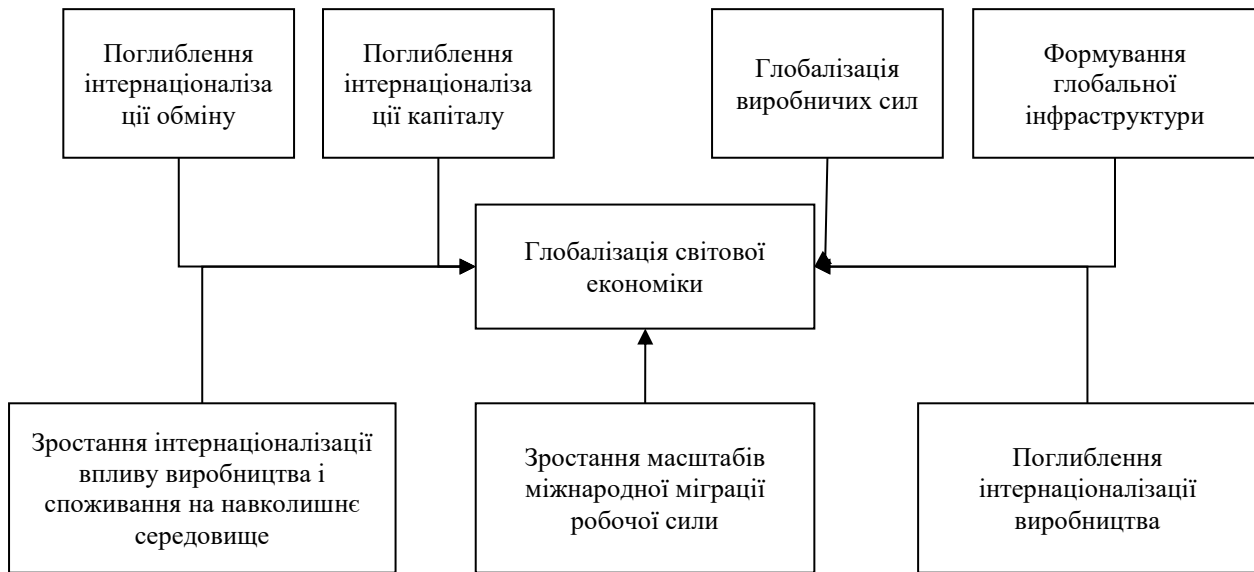 Поглиблення
інтернаціоналіза
ції обміну
Поглиблення
інтернаціоналіза
ції капіталу
Глобалізація
виробничих сил
Формування
глобальної
інфраструктури
Глобалізація світової
економіки
Зростання інтернаціоналізації
впливу виробництва і
споживання на навколишнє
середовище
Зростання масштабів
міжнародної міграції
робочої сили
Поглиблення
інтернаціоналізації
виробництва